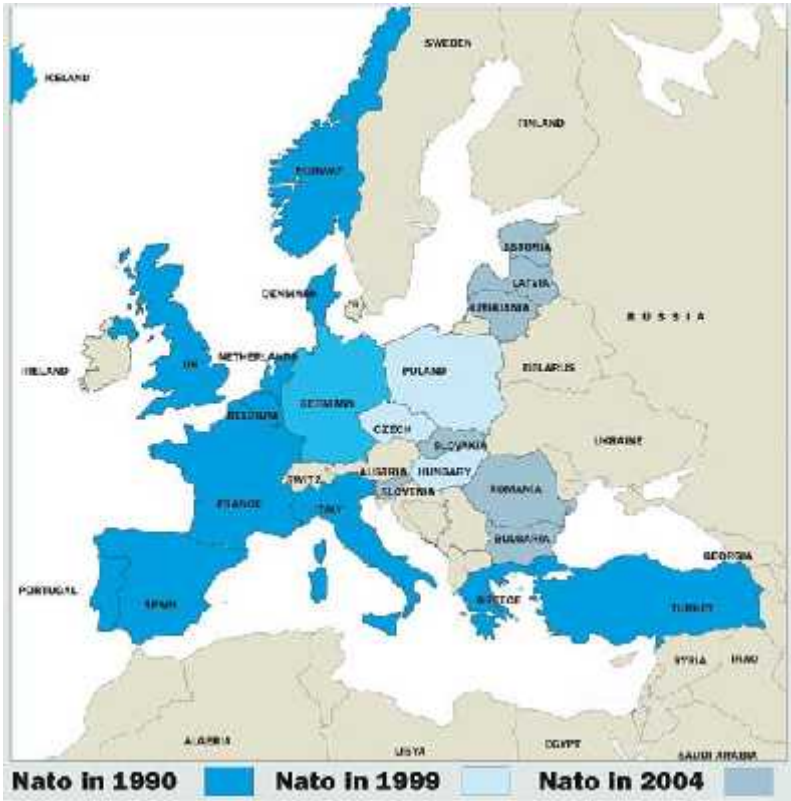 SWEDEN
ICELAND
FINLAND
NORWAY
ESTONIA
DENMARK
LATVIA
LITHUANIA
RUSSIA
NETHERLANDS
IRELAND
UK
POLAND
BELARUS
GERMANY
BELGIUM
CZECH
SLOVAKIA
UKRAINE
AUSTRIA
HUNGARY
SWITZ
SLOVENIA
ROMANIA
FRANCE
ITALY
BULGARIA
GEORGIA
PORTUGAL
SPAIN
GREECE
TURKEY
SYRIA
IRAQ
ALGERIA
LIBYA
EGYPT
SAUDI ARABIA
Nato in 1990 Nato in 1999 Nato in 2004